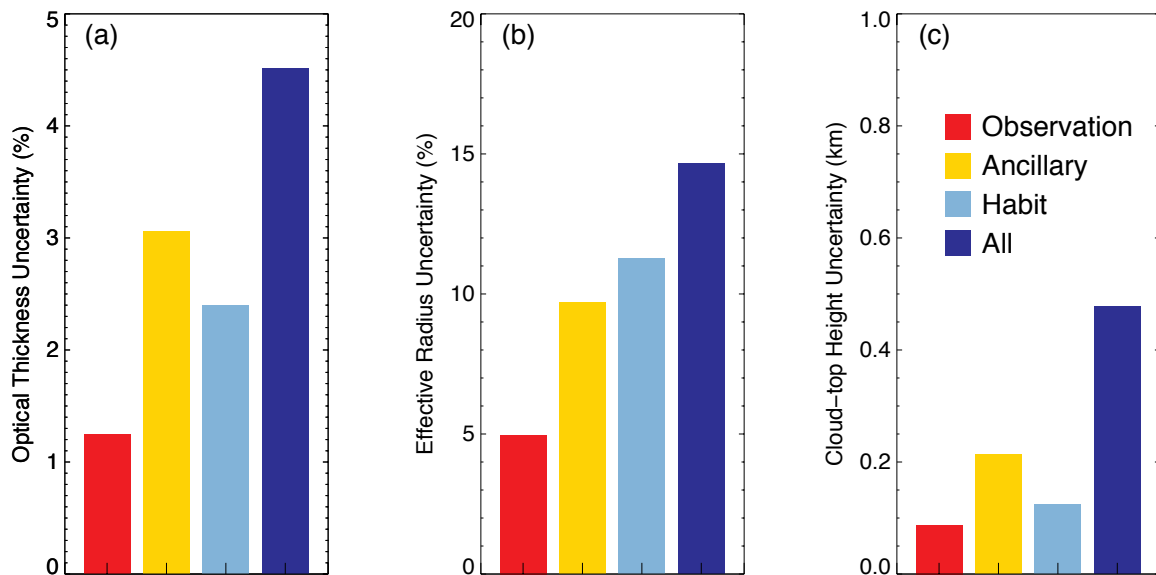 (a)
Optical Thickness Uncertainty (%)
5
4
3
2
1
0
(b)
Effective Radius Uncertainty (%)
20
15
10
5
0
(c)
Cloud-top Height Uncertainty (km)
1.0
0.8
0.6
0.4
0.2
0.0
Observation
Ancillary
Habit
All